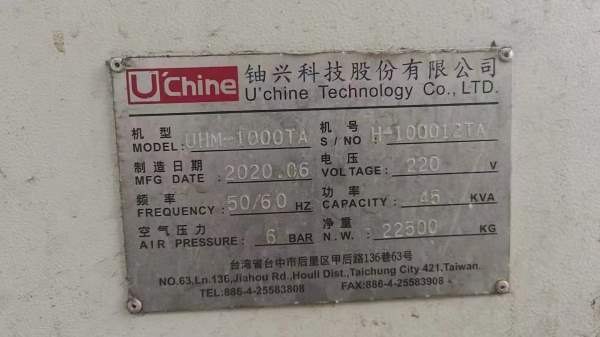 U'Chine 铀兴科技股份有限公司
U'chine Technology Co., LTD.
机型 机号
MODEL: UHM-1000TA S / NO : H-100012TA
制造日期 电压
MFG DATE : 2020.06 VOLTAGE : 220 V
频率 功率
FREQUENCY : 50/60 HZ CAPACITY : 45 KVA
空气压力 净重
AIR PRESSURE : 6 BAR N.W. : 22500 KG
台湾省台中市后里区甲后路136巷63号
NO.63,Ln.136,Jiahou Rd.,Houli Dist.,Taichung City 421,Taiwan.
TEL:886-4-25583808 FAX:886-4-25583908